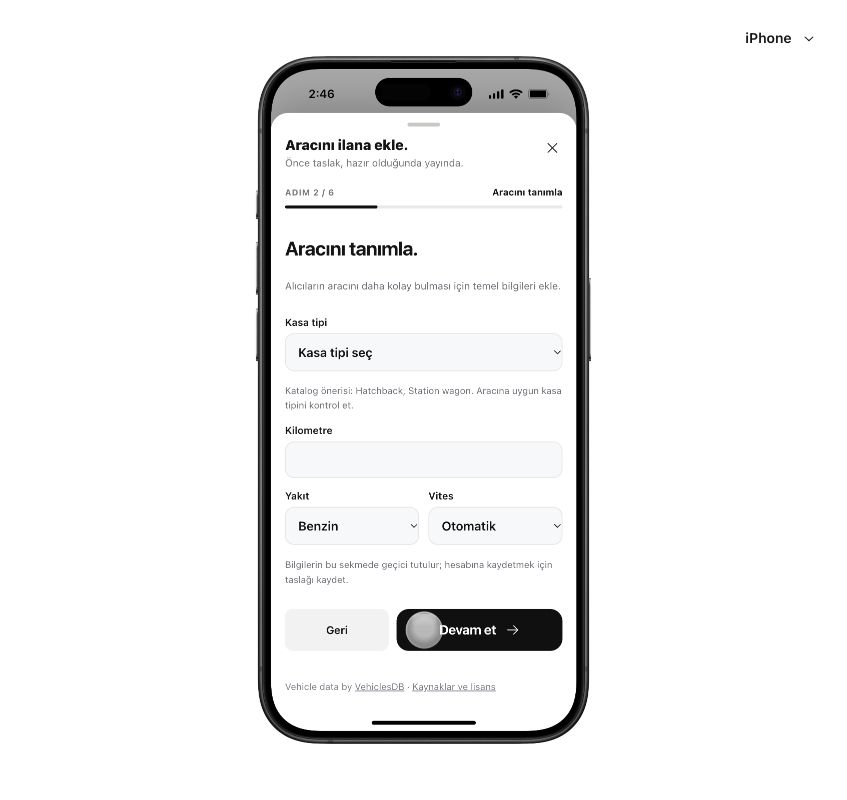 iPhone
2:46
Aracını ilana ekle.
Önce taslak, hazır olduğunda yayında.
ADIM 2 / 6
Aracını tanımla
Aracını tanımla.
Alıcıların aracını daha kolay bulması için temel bilgileri ekle.
Kasa tipi
Kasa tipi seç
Katalog önerisi: Hatchback, Station wagon. Aracına uygun kasa
tipini kontrol et.
Kilometre
Yakıt
Vites
Benzin
Otomatik
Bilgilerin bu sekmede geçici tutulur; hesabına kaydetmek için
taslağı kaydet.
Geri
Devam et
Vehicle data by VehiclesDB · Kaynaklar ve lisans